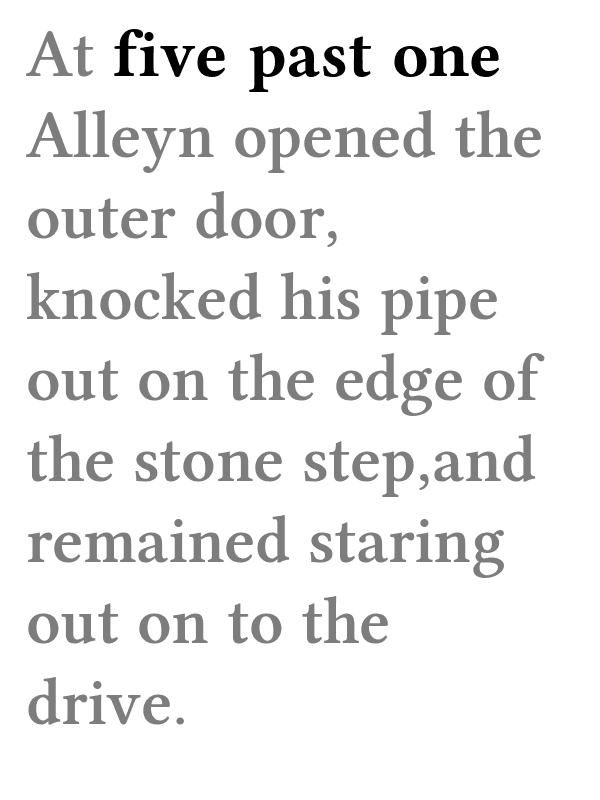 At five past one
Alleyn opened the
outer door,
knocked his pipe
out on the edge of
the stone step,and
remained staring
out on to the
drive.